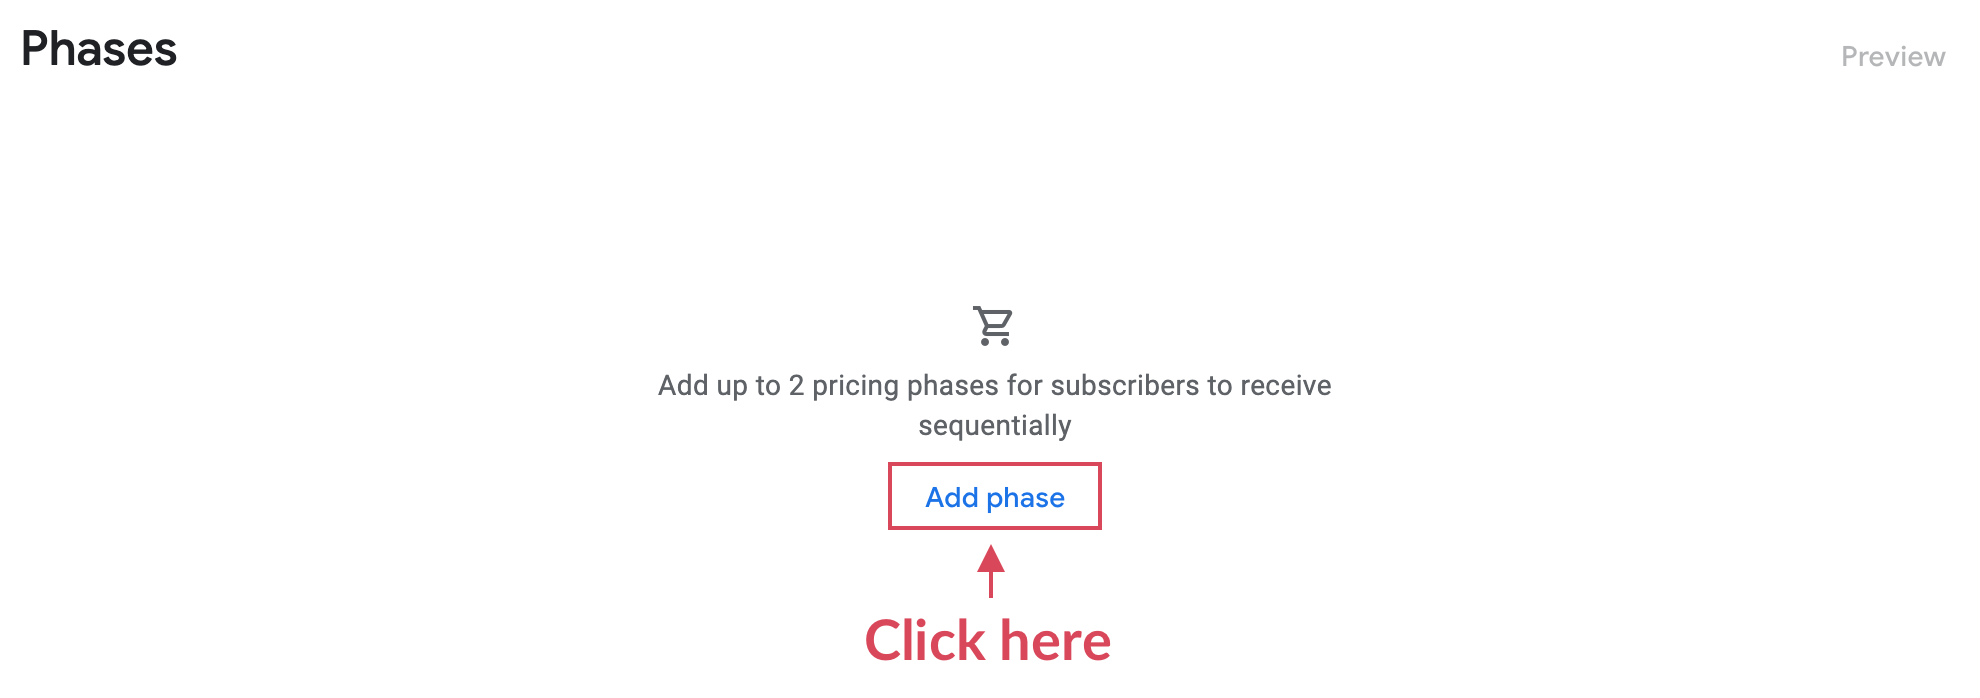 Phases
Preview
Add up to 2 pricing phases for subscribers to receive
sequentially
Add phase
Click here